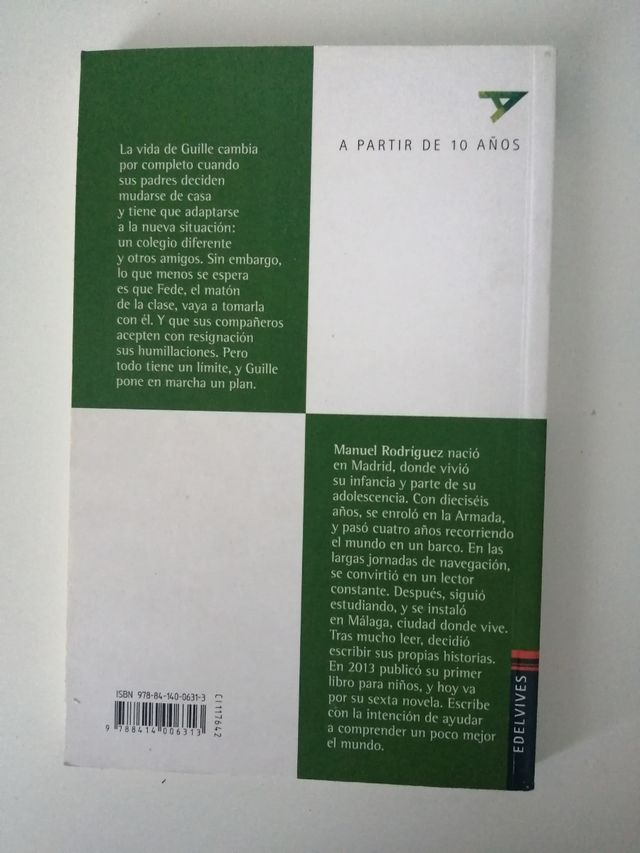 A PARTIR DE 10 AÑOS
La vida de Guille cambia
por completo cuando
sus padres deciden
mudarse de casa
y tiene que adaptarse
a la nueva situación:
un colegio diferente
y otros amigos. Sin embargo,
lo que menos se espera
es que Fede, el matón
de la clase, vaya a tomarla
con él. Y que sus compañeros
acepten con resignación
sus humillaciones. Pero
todo tiene un límite, y Guille
pone en marcha un plan.
Manuel Rodríguez nació
en Madrid, donde vivió
su infancia y parte de su
adolescencia. Con dieciséis
años, se enroló en la Armada,
y pasó cuatro años recorriendo
el mundo en un barco. En las
largas jornadas de navegación,
se convirtió en un lector
constante. Después, siguió
estudiando, y se instaló
en Málaga, ciudad donde vive.
Tras mucho leer, decidió
escribir sus propias historias.
En 2013 publicó su primer
libro para niños, y hoy va
por su sexta novela. Escribe
con la intención de ayudar
a comprender un poco mejor
el mundo.
ISBN 978-84-140-0631-3
9 788414 006313
CI 117642
EDELVIVES